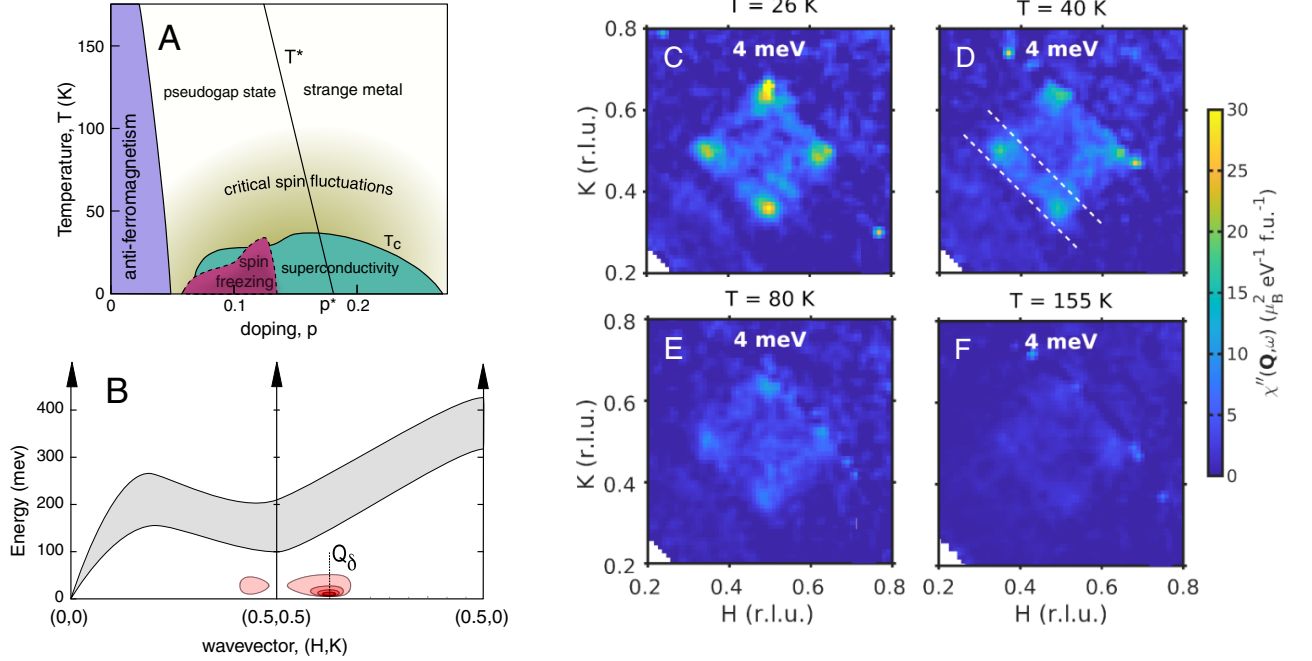 A
150
100
50
0
Temperature, T (K)
anti-ferromagnetism
T*
pseudogap state
strange metal
critical spin fluctuations
Tc
spin
freezing
superconductivity
0
0.1
p*
0.2
doping, p
B
400
300
200
100
0
Energy (mev)
Qδ
(0,0)
(0.5,0.5)
(0.5,0)
wavevector, (H,K)
T = 26 K
C
4 meV
0.8
0.6
0.4
0.2
K (r.l.u.)
T = 40 K
D
4 meV
T = 80 K
E
4 meV
0.8
0.6
0.4
0.2
K (r.l.u.)
0.2
0.4
0.6
0.8
H (r.l.u.)
T = 155 K
F
4 meV
0.2
0.4
0.6
0.8
H (r.l.u.)
30
25
20
15
10
5
0
χ″(Q,ω) (μ²B eV⁻¹ f.u.⁻¹)